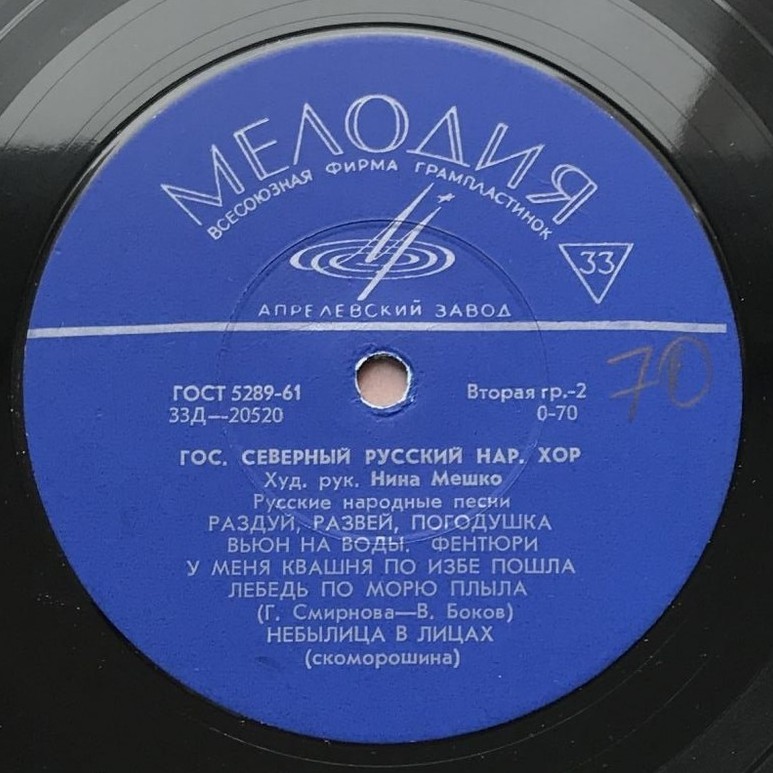 МЕЛОДИЯ
ВСЕСОЮЗНАЯ ФИРМА ГРАМПЛАСТИНОК
33
АПРЕЛЕВСКИЙ ЗАВОД
70
ГОСТ 5289-61 Вторая гр.-2
33Д—20520 0-70
ГОС. СЕВЕРНЫЙ РУССКИЙ НАР. ХОР
Худ. рук. Нина Мешко
Русские народные песни
РАЗДУЙ, РАЗВЕЙ, ПОГОДУШКА
ВЬЮН НА ВОДЫ. ФЕНТЮРИ
У МЕНЯ КВАШНЯ ПО ИЗБЕ ПОШЛА
ЛЕБЕДЬ ПО МОРЮ ПЛЫЛА
(Г. Смирнова—В. Боков)
НЕБЫЛИЦА В ЛИЦАХ
(скоморошина)